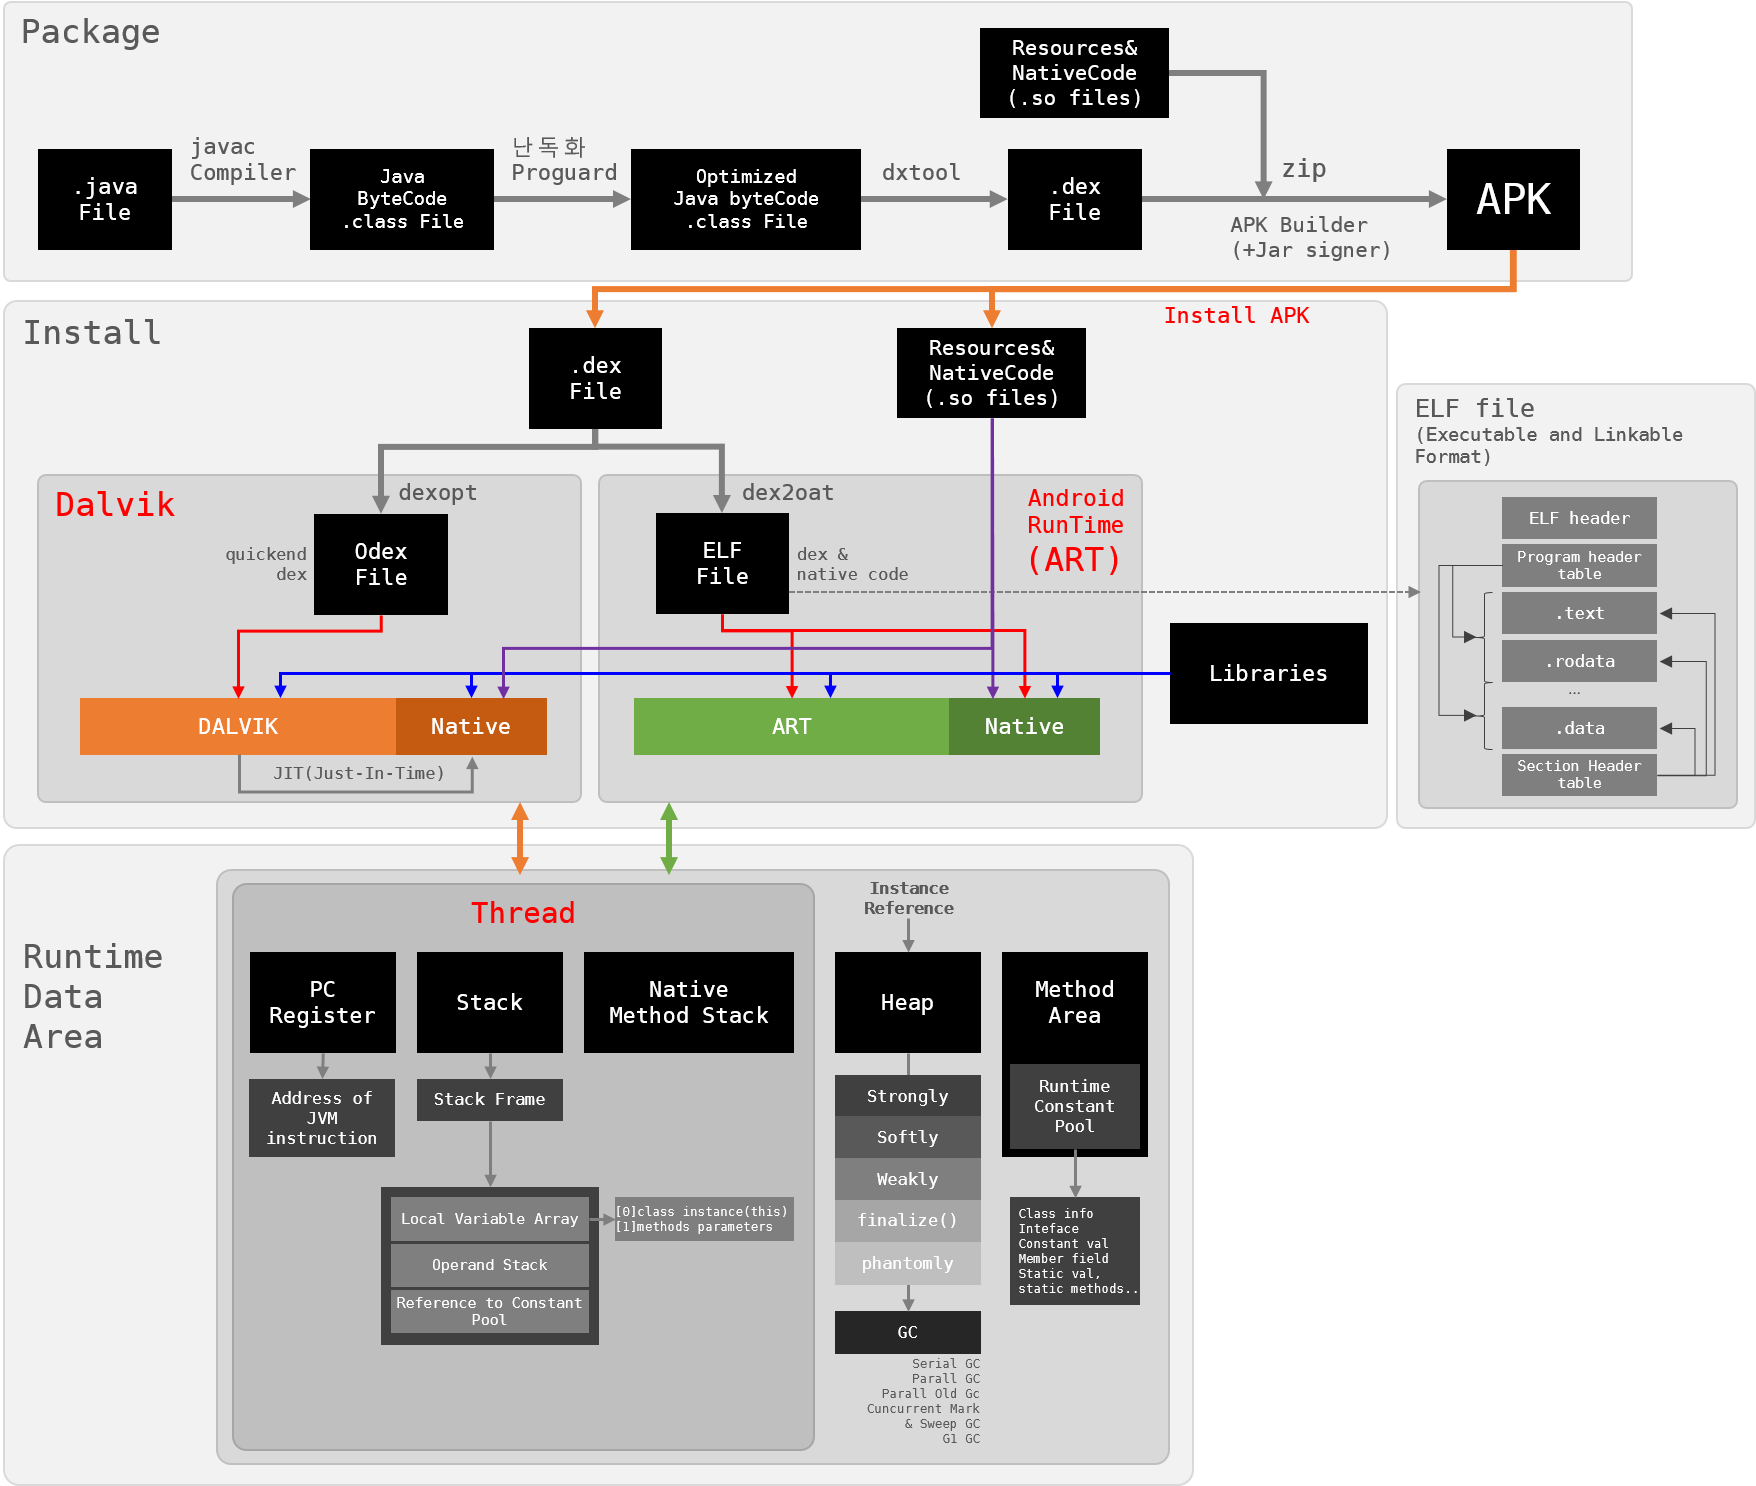 Package
Resources&
NativeCode
(.so files)
.java
File
javac
Compiler
Java
ByteCode
.class File
난독화
Proguard
Optimized
Java byteCode
.class File
dxtool
.dex
File
zip
APK Builder
(+Jar signer)
APK
Install
Install APK
.dex
File
Resources&
NativeCode
(.so files)
Dalvik
dexopt
quickend
dex
Odex
File
dex2oat
ELF
File
dex &
native code
Android
RunTime
(ART)
DALVIK
Native
JIT(Just-In-Time)
ART
Native
Libraries
ELF file
(Executable and Linkable
Format)
ELF header
Program header
table
.text
.rodata
...
.data
Section Header
table
Runtime
Data
Area
Thread
PC
Register
Stack
Native
Method Stack
Address of
JVM
instruction
Stack Frame
Local Variable Array
[0]class instance(this)
[1]methods parameters
Operand Stack
Reference to Constant
Pool
Instance
Reference
Heap
Strongly
Softly
Weakly
finalize()
phantomly
GC
Serial GC
Parall GC
Parall Old Gc
Cuncurrent Mark
& Sweep GC
G1 GC
Method
Area
Runtime
Constant
Pool
Class info
Inteface
Constant val
Member field
Static val,
static methods..